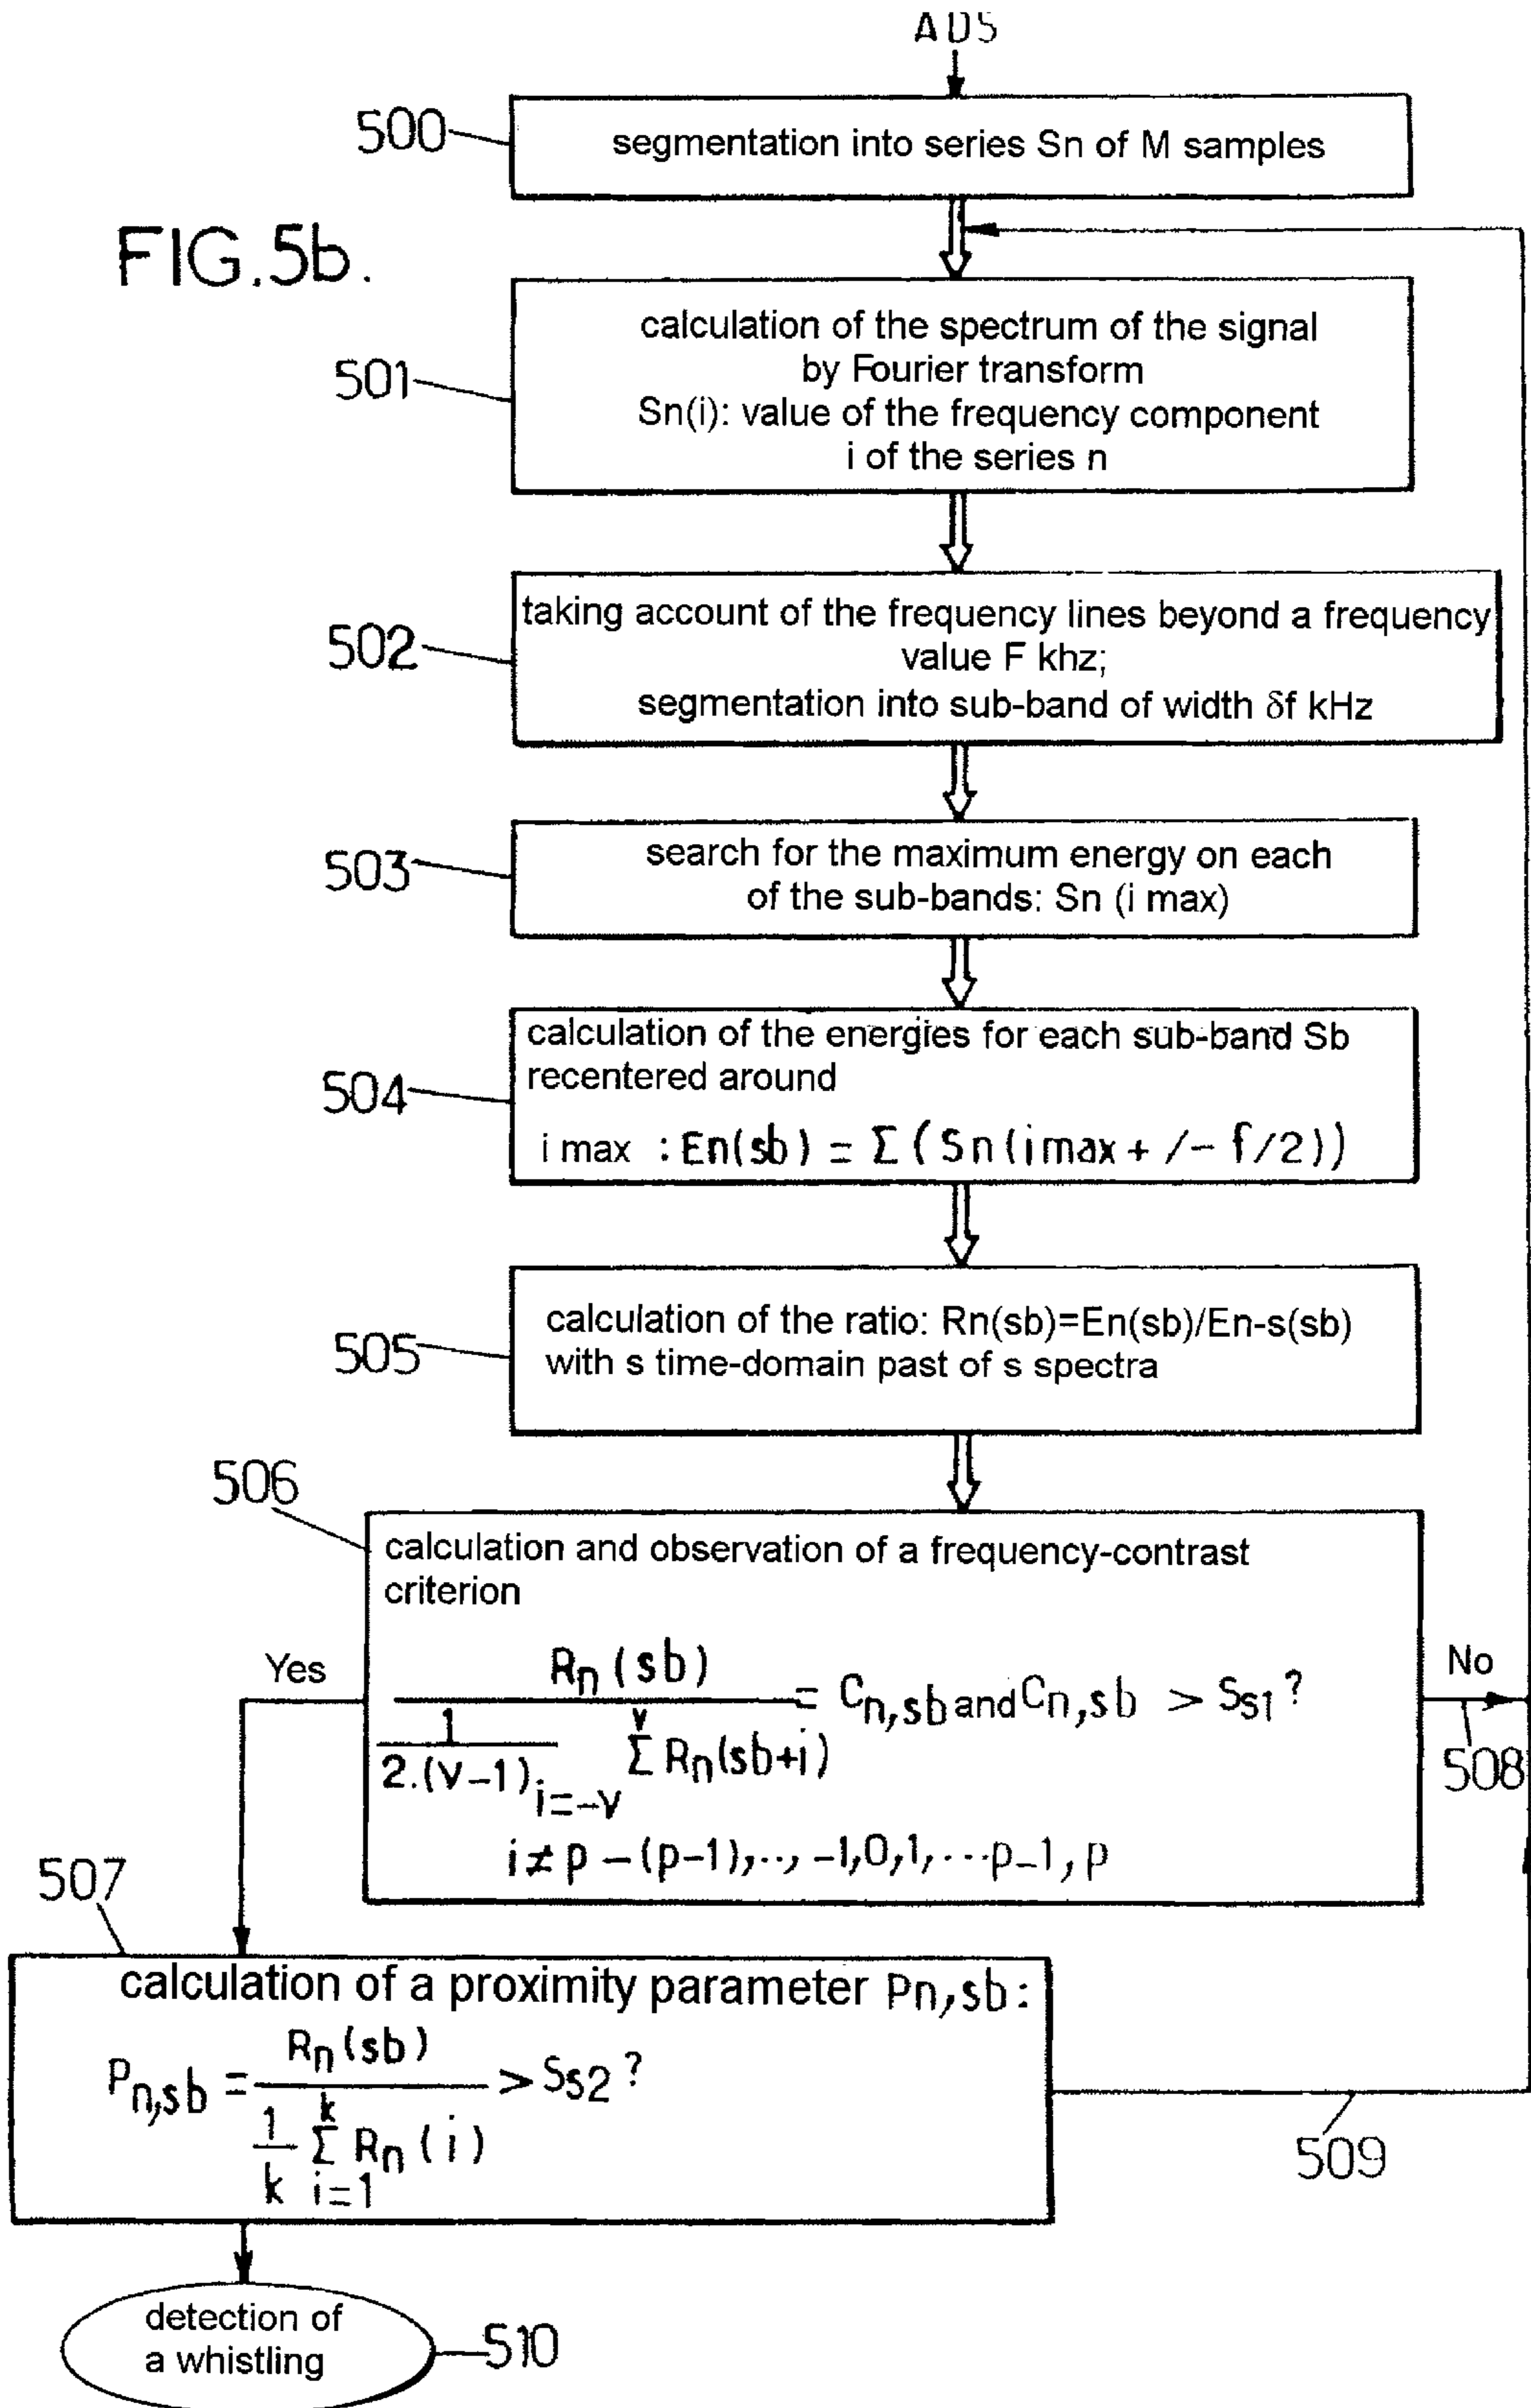 ADS
500
segmentation into series Sn of M samples
FIG.5b.
501
calculation of the spectrum of the signal
by Fourier transform
Sn(i): value of the frequency component
i of the series n
502
taking account of the frequency lines beyond a frequency
value F khz;
segmentation into sub-band of width δf kHz
503
search for the maximum energy on each
of the sub-bands: Sn (i max)
504
calculation of the energies for each sub-band Sb
recentered around
i max : En(sb) = Σ (Sn (imax + /- f/2))
505
calculation of the ratio: Rn(sb)=En(sb)/En-s(sb)
with s time-domain past of s spectra
506
calculation and observation of a frequency-contrast
criterion
Yes
No
Rn (sb)
= Cn,sb and Cn,sb > Ss1 ?
1
v
Σ Rn(sb+i)
2.(v-1)
i=-v
508
i ≠ p -(p-1),.., -1,0,1, ...p-1, p
507
calculation of a proximity parameter Pn,sb :
Rn (sb)
Pn,sb = > Ss2 ?
1 k
Σ Rn (i)
k i=1
509
detection of
a whistling
510